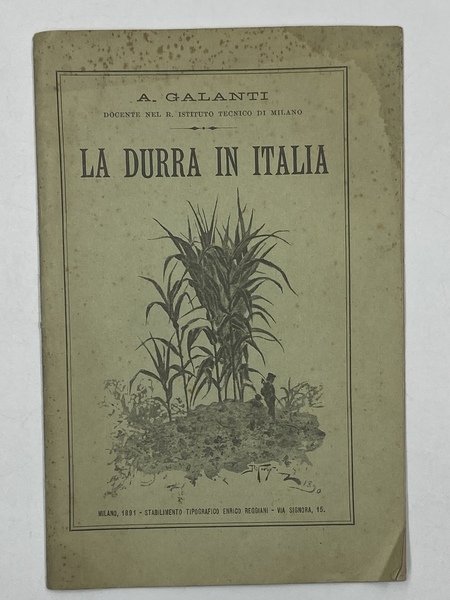 A. GALANTI
DOCENTE NEL R. ISTITUTO TECNICO DI MILANO
LA DURRA IN ITALIA
1890
MILANO, 1891 - STABILIMENTO TIPOGRAFICO ENRICO REGGIANI - VIA SIGNORA, 15.